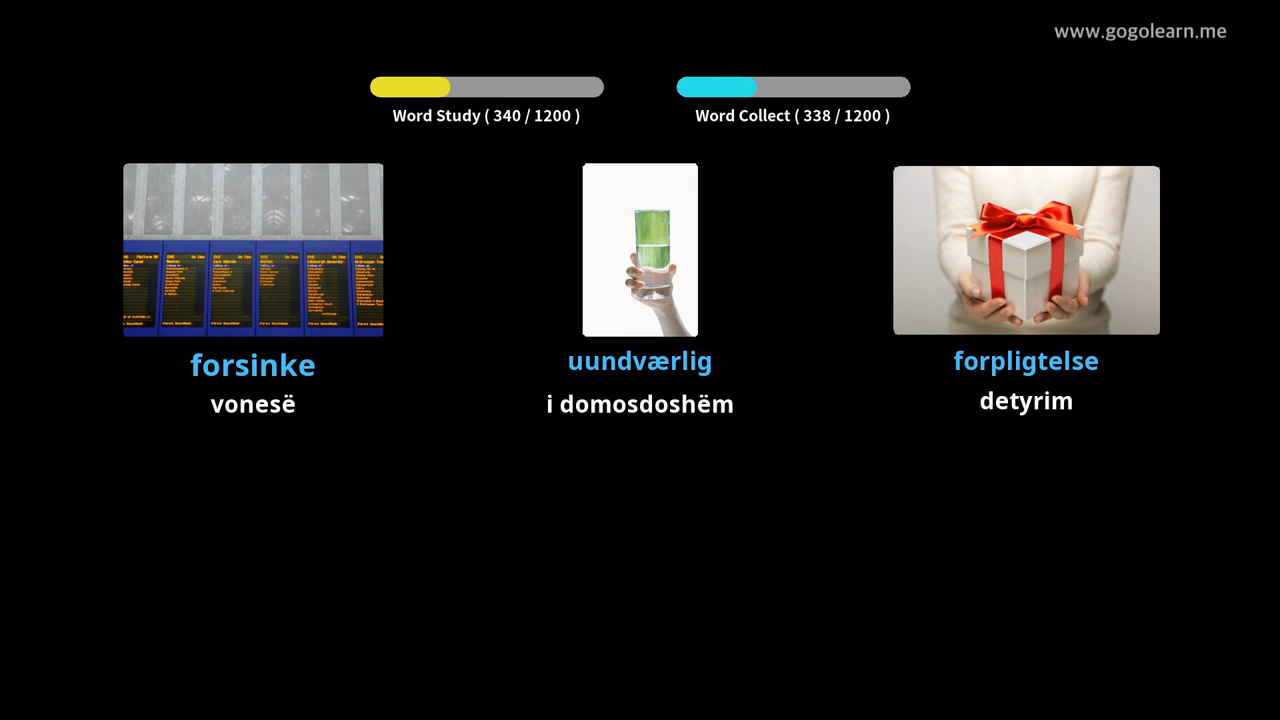 www.gogolearn.me
Word Study ( 340 / 1200 )
Word Collect ( 338 / 1200 )
forsinke
uundværlig
forpligtelse
vonesë
i domosdoshëm
detyrim